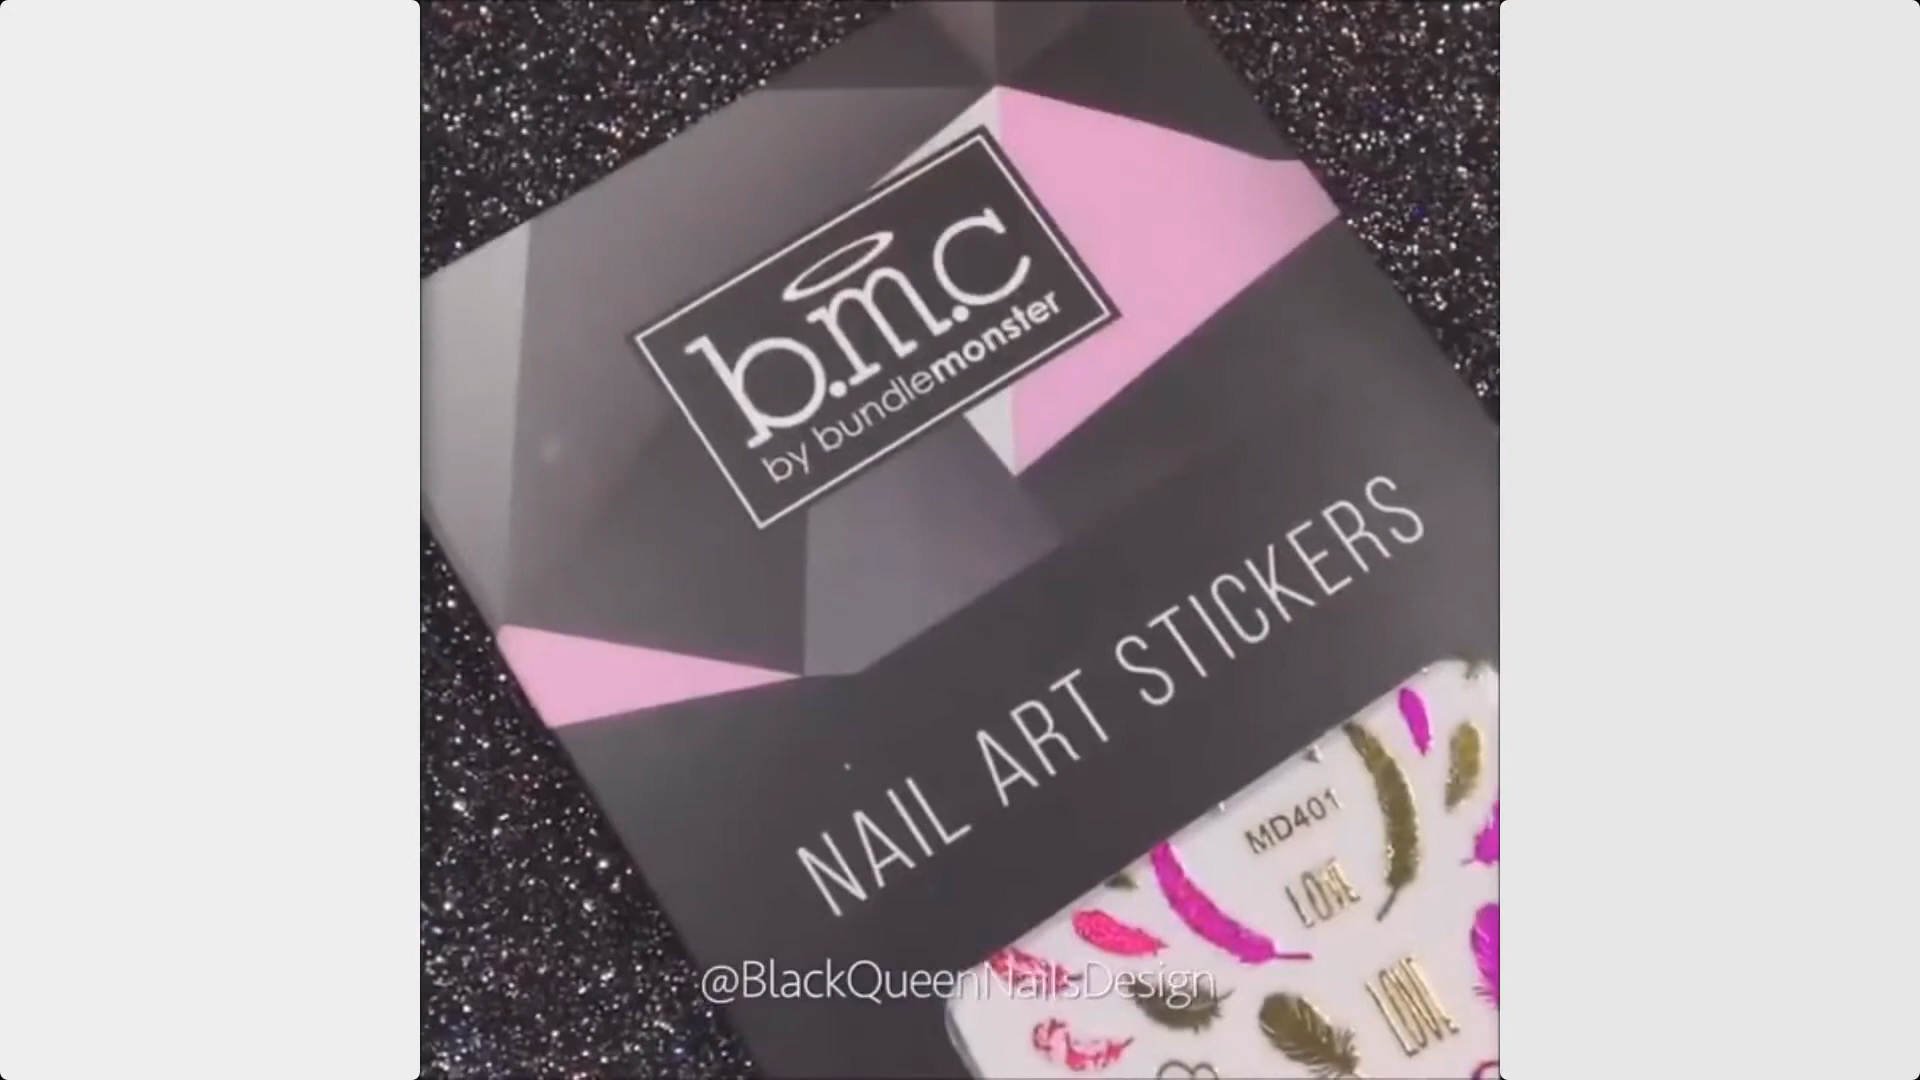 b.m.c
by bundlemonster
NAIL ART STICKERS
MD401
LOVE
LOVE
@BlackQueenNailsDesign